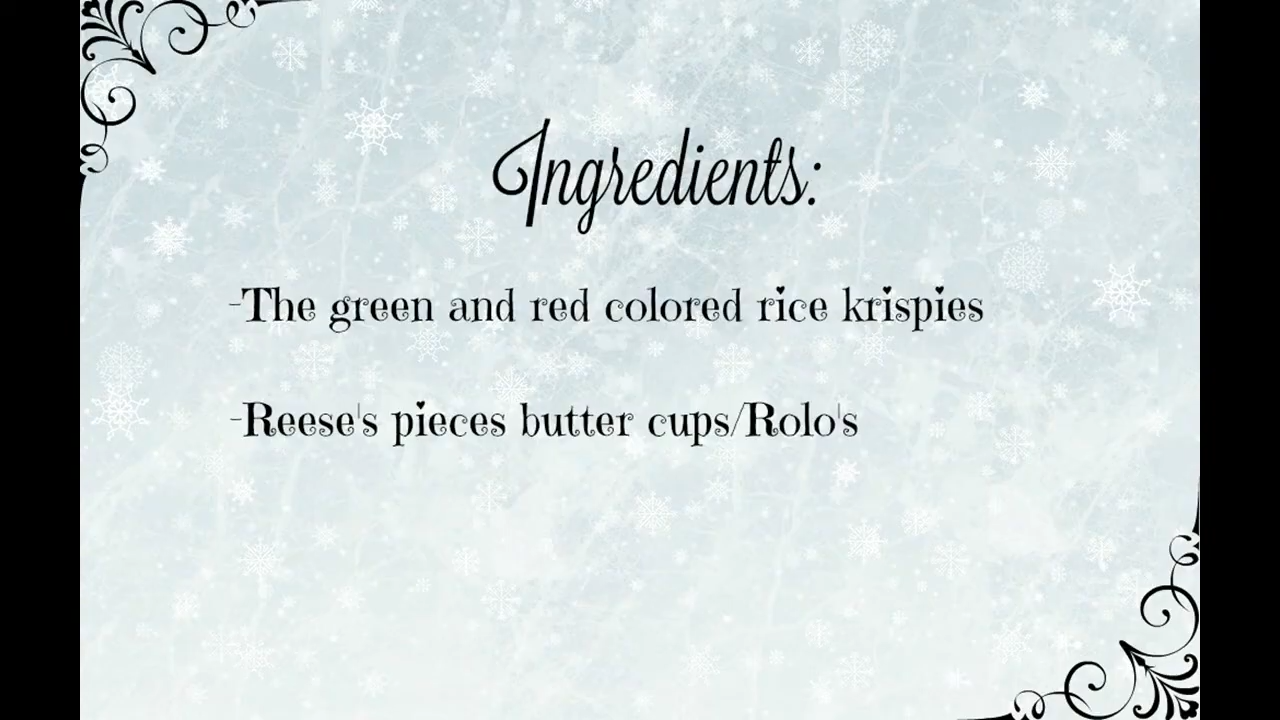 Ingredients:
-The green and red colored rice krispies
-Reese's pieces butter cups/Rolo's